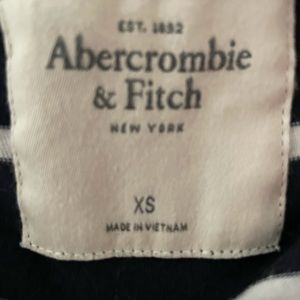 EST. 1892
Abercrombie
& Fitch
NEW YORK
XS
MADE IN VIETNAM